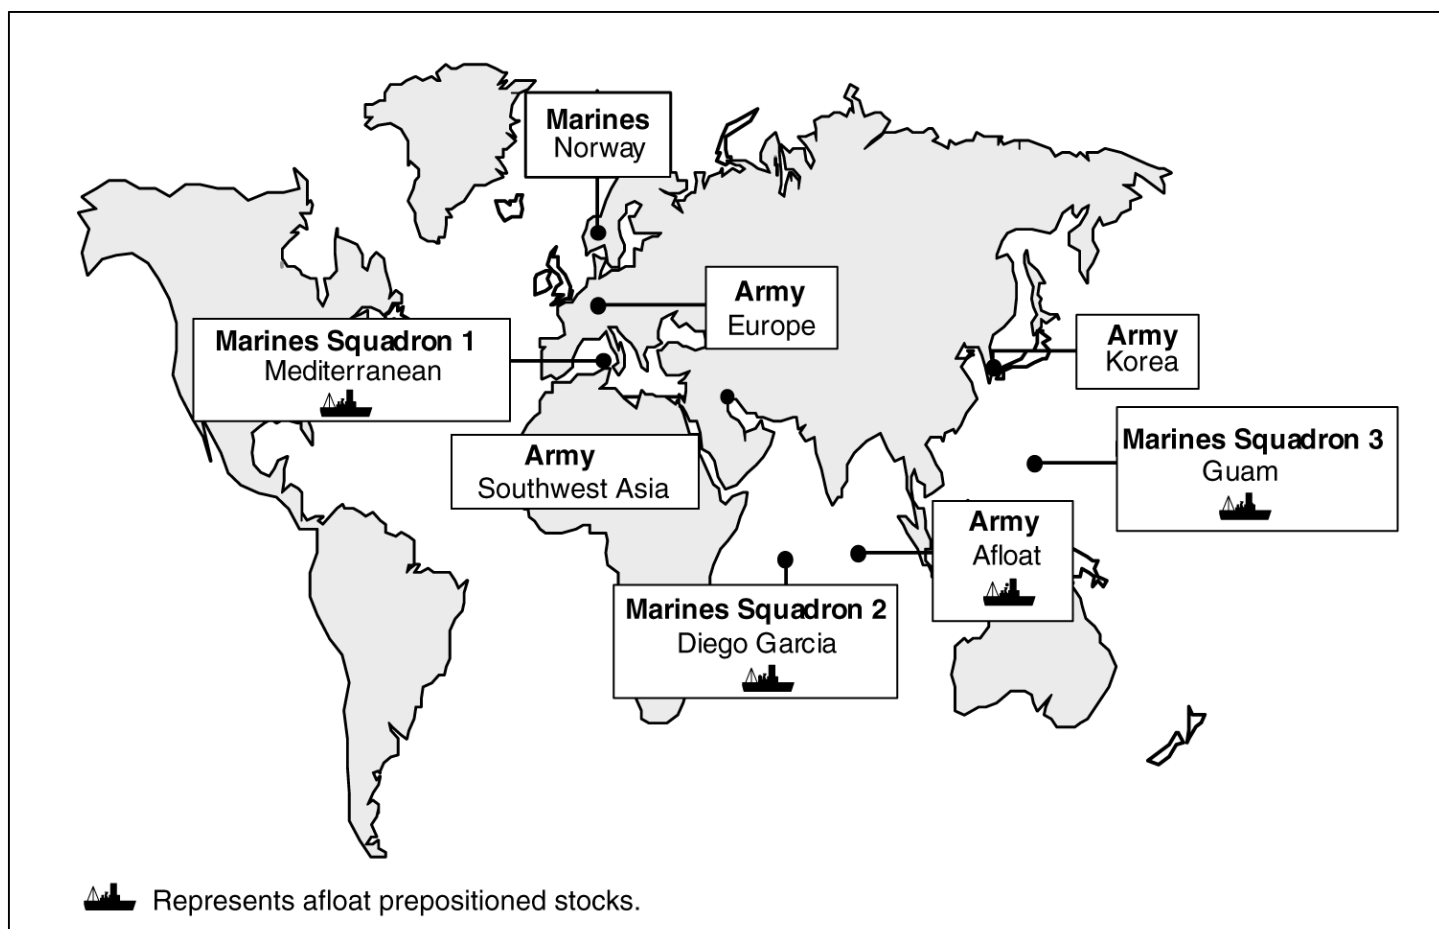 Marines
Norway
Army
Europe
Marines Squadron 1
Mediterranean
Army
Korea
Marines Squadron 3
Guam
Army
Southwest Asia
Army
Afloat
Marines Squadron 2
Diego Garcia
Represents afloat prepositioned stocks.